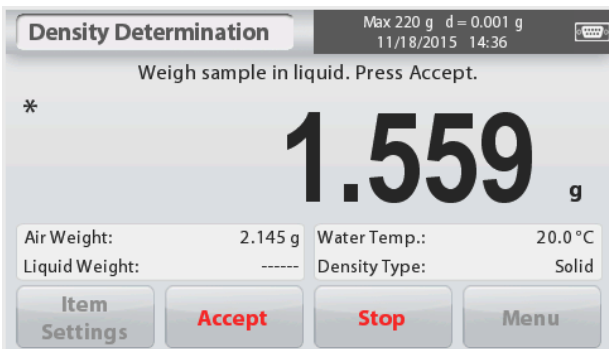 Density Determination
Max 220 g d = 0.001 g
11/18/2015 14:36
Weigh sample in liquid. Press Accept.
*
1.559 g
Air Weight: 2.145 g
Liquid Weight: ------
Water Temp.: 20.0 °C
Density Type: Solid
Item Settings
Accept
Stop
Menu